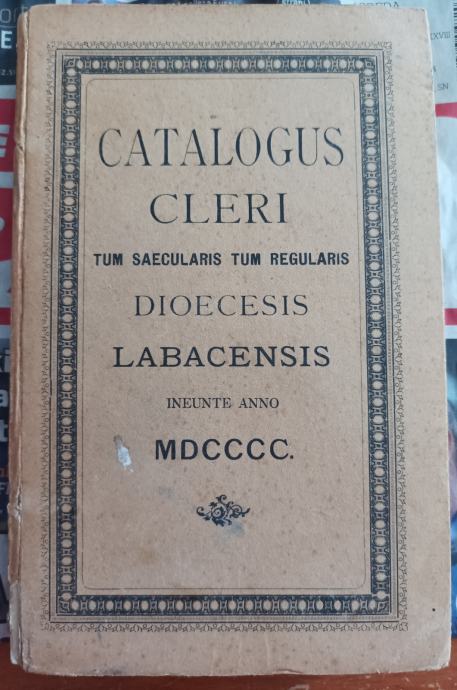 CATALOGUS
CLERI
TUM SAECULARIS TUM REGULARIS
DIOECESIS
LABACENSIS
INEUNTE ANNO
MDCCCC.